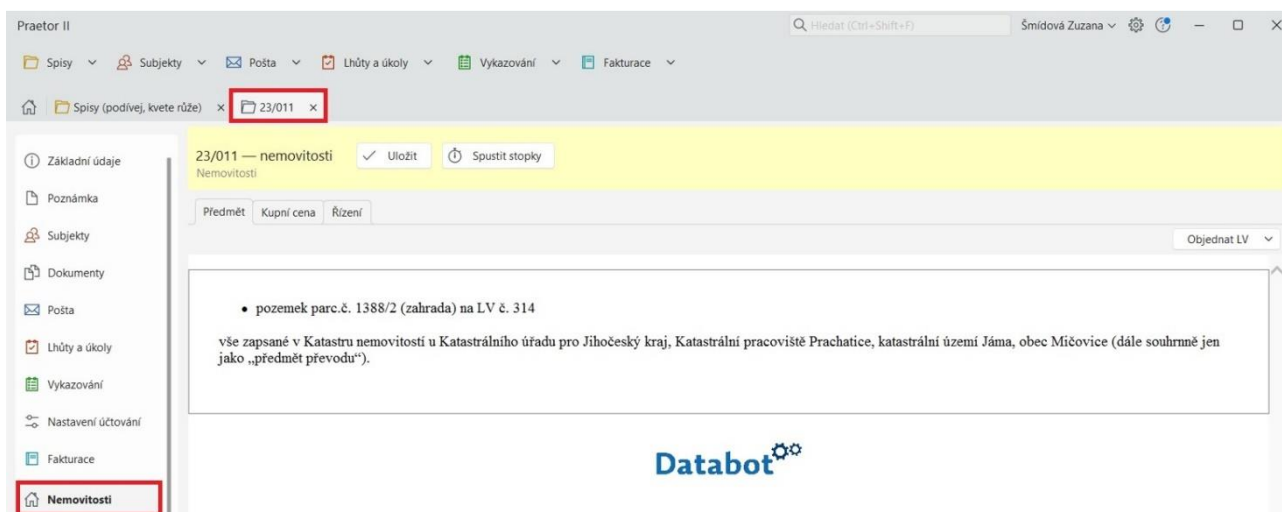 Praetor II
Hledat (Ctrl+Shift+F)
Šmídová Zuzana
Spisy
Subjekty
Pošta
Lhůty a úkoly
Vykazování
Fakturace
Spisy (podívej, kvete růže) ×
23/011 ×
Základní údaje
Poznámka
Subjekty
Dokumenty
Pošta
Lhůty a úkoly
Vykazování
Nastavení účtování
Fakturace
Nemovitosti
23/011 — nemovitosti
Uložit
Spustit stopky
Nemovitosti
Předmět
Kupní cena
Řízení
Objednat LV
• pozemek parc.č. 1388/2 (zahrada) na LV č. 314
vše zapsané v Katastru nemovitostí u Katastrálního úřadu pro Jihočeský kraj, Katastrální pracoviště Prachatice, katastrální území Jáma, obec Mičovice (dále souhrnně jen
jako „předmět převodu“).
Databot